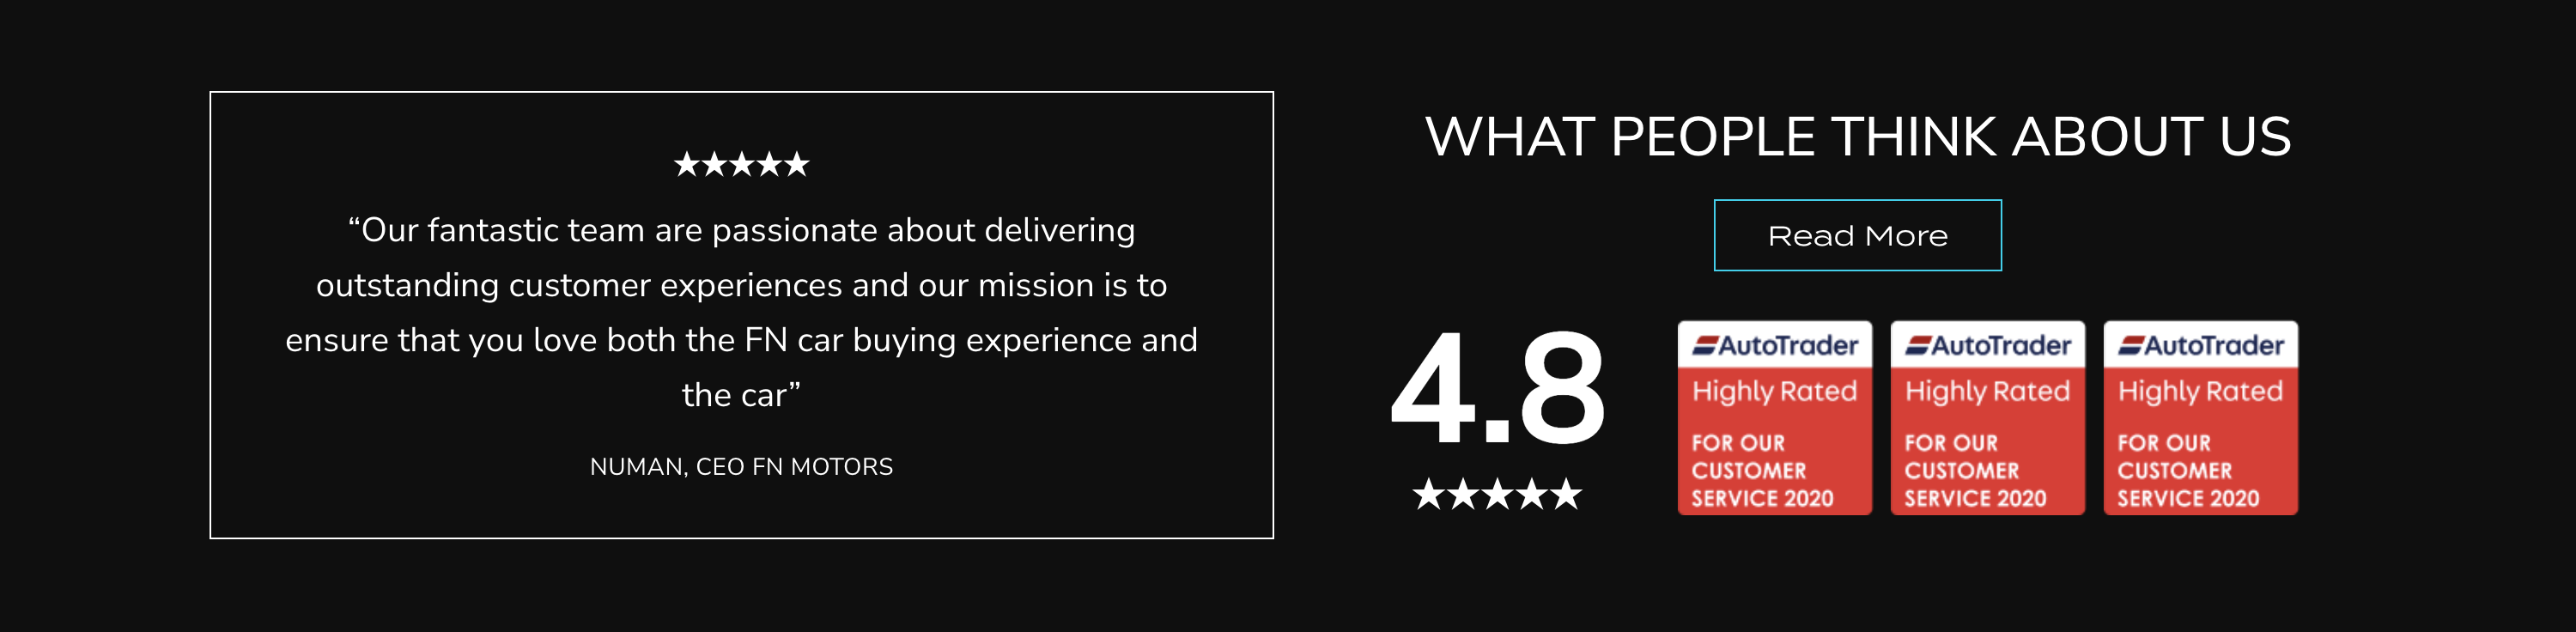 ★★★★★
“Our fantastic team are passionate about delivering
outstanding customer experiences and our mission is to
ensure that you love both the FN car buying experience and
the car”
NUMAN, CEO FN MOTORS
WHAT PEOPLE THINK ABOUT US
Read More
4.8
★★★★★
AutoTrader
Highly Rated
FOR OUR
CUSTOMER
SERVICE 2020
AutoTrader
Highly Rated
FOR OUR
CUSTOMER
SERVICE 2020
AutoTrader
Highly Rated
FOR OUR
CUSTOMER
SERVICE 2020